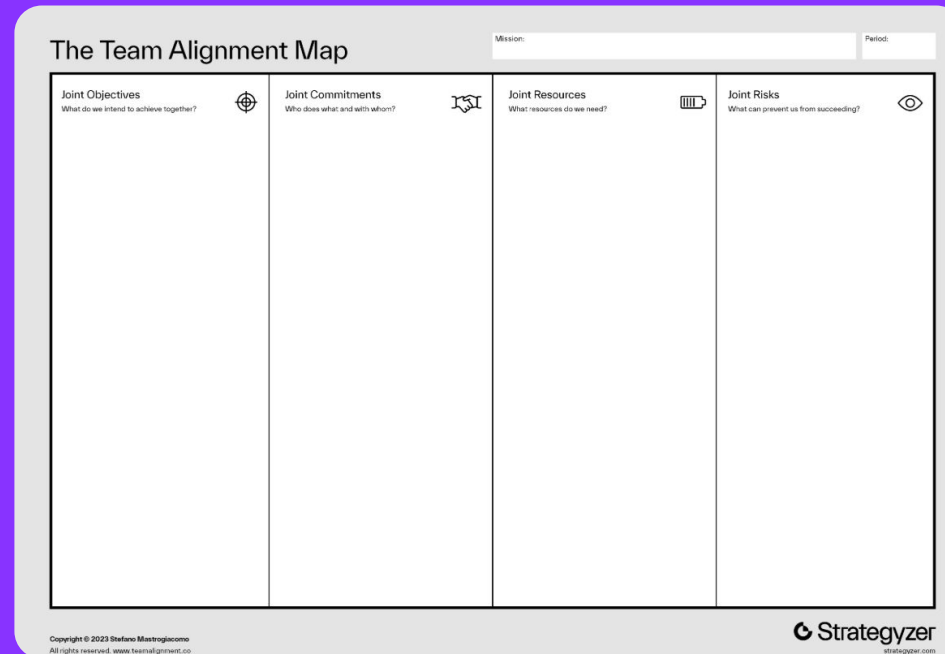 The Team Alignment Map
Mission:
Period:
Joint Objectives
What do we intend to achieve together?
Joint Commitments
Who does what and with whom?
Joint Resources
What resources do we need?
Joint Risks
What can prevent us from succeeding?
Copyright © 2023 Stefano Mastrogiacomo
All rights reserved. www.teamalignment.co
Strategyzer
strategyzer.com